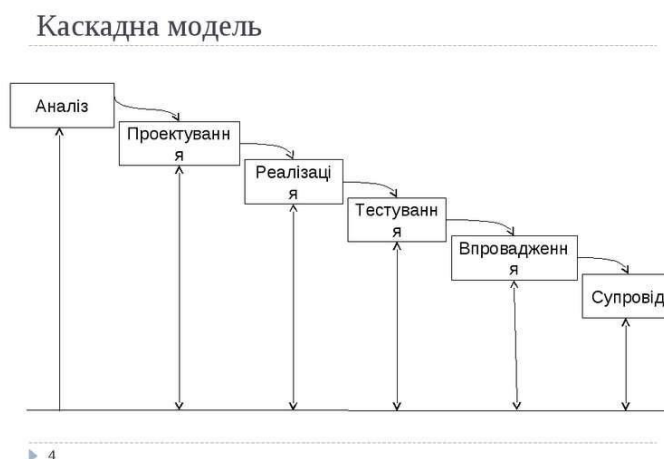 Каскадна модель
Аналіз
Проектуванн
я
Реалізаці
я
Тестуванн
я
Впровадженн
я
Супровід
4